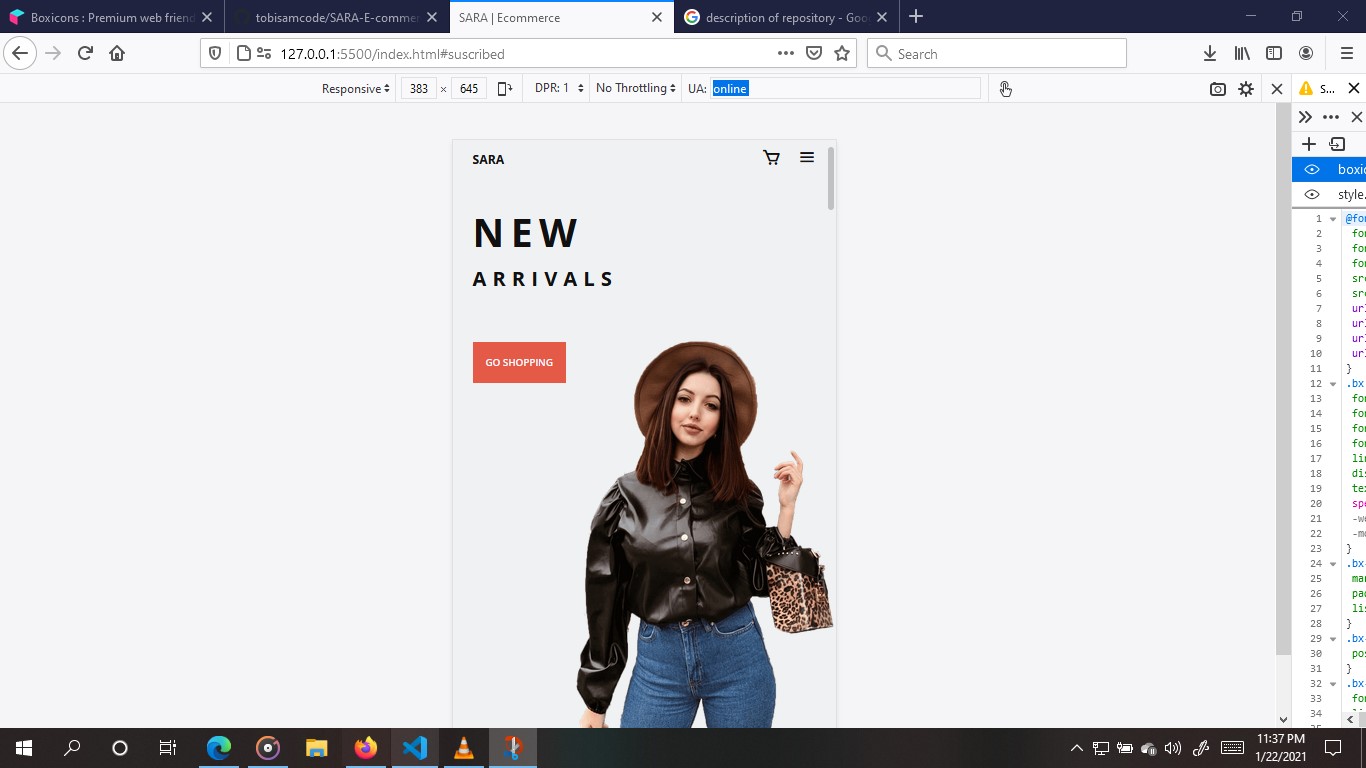 Boxicons : Premium web friend
tobisamcode/SARA-E-comme
SARA | Ecommerce
description of repository - Goo
127.0.0.1:5500/index.html#suscribed
Search
Responsive
383 × 645
DPR: 1
No Throttling
UA: online
s...
SARA
NEW
ARRIVALS
GO SHOPPING
boxic
style.
1 @fo
2 fo
3 fo
4 fo
5 sr
6 sr
7 ur
8 ur
9 ur
10 ur
11 }
12 .bx
13 fo
14 fo
15 fo
16 fo
17 li
18 di
19 te
20 sp
21 -w
22 -m
23 }
24 .bx
25 ma
26 pa
27 li
28 }
29 .bx
30 po
31 }
32 .bx
33 fo
34
11:37 PM
1/22/2021